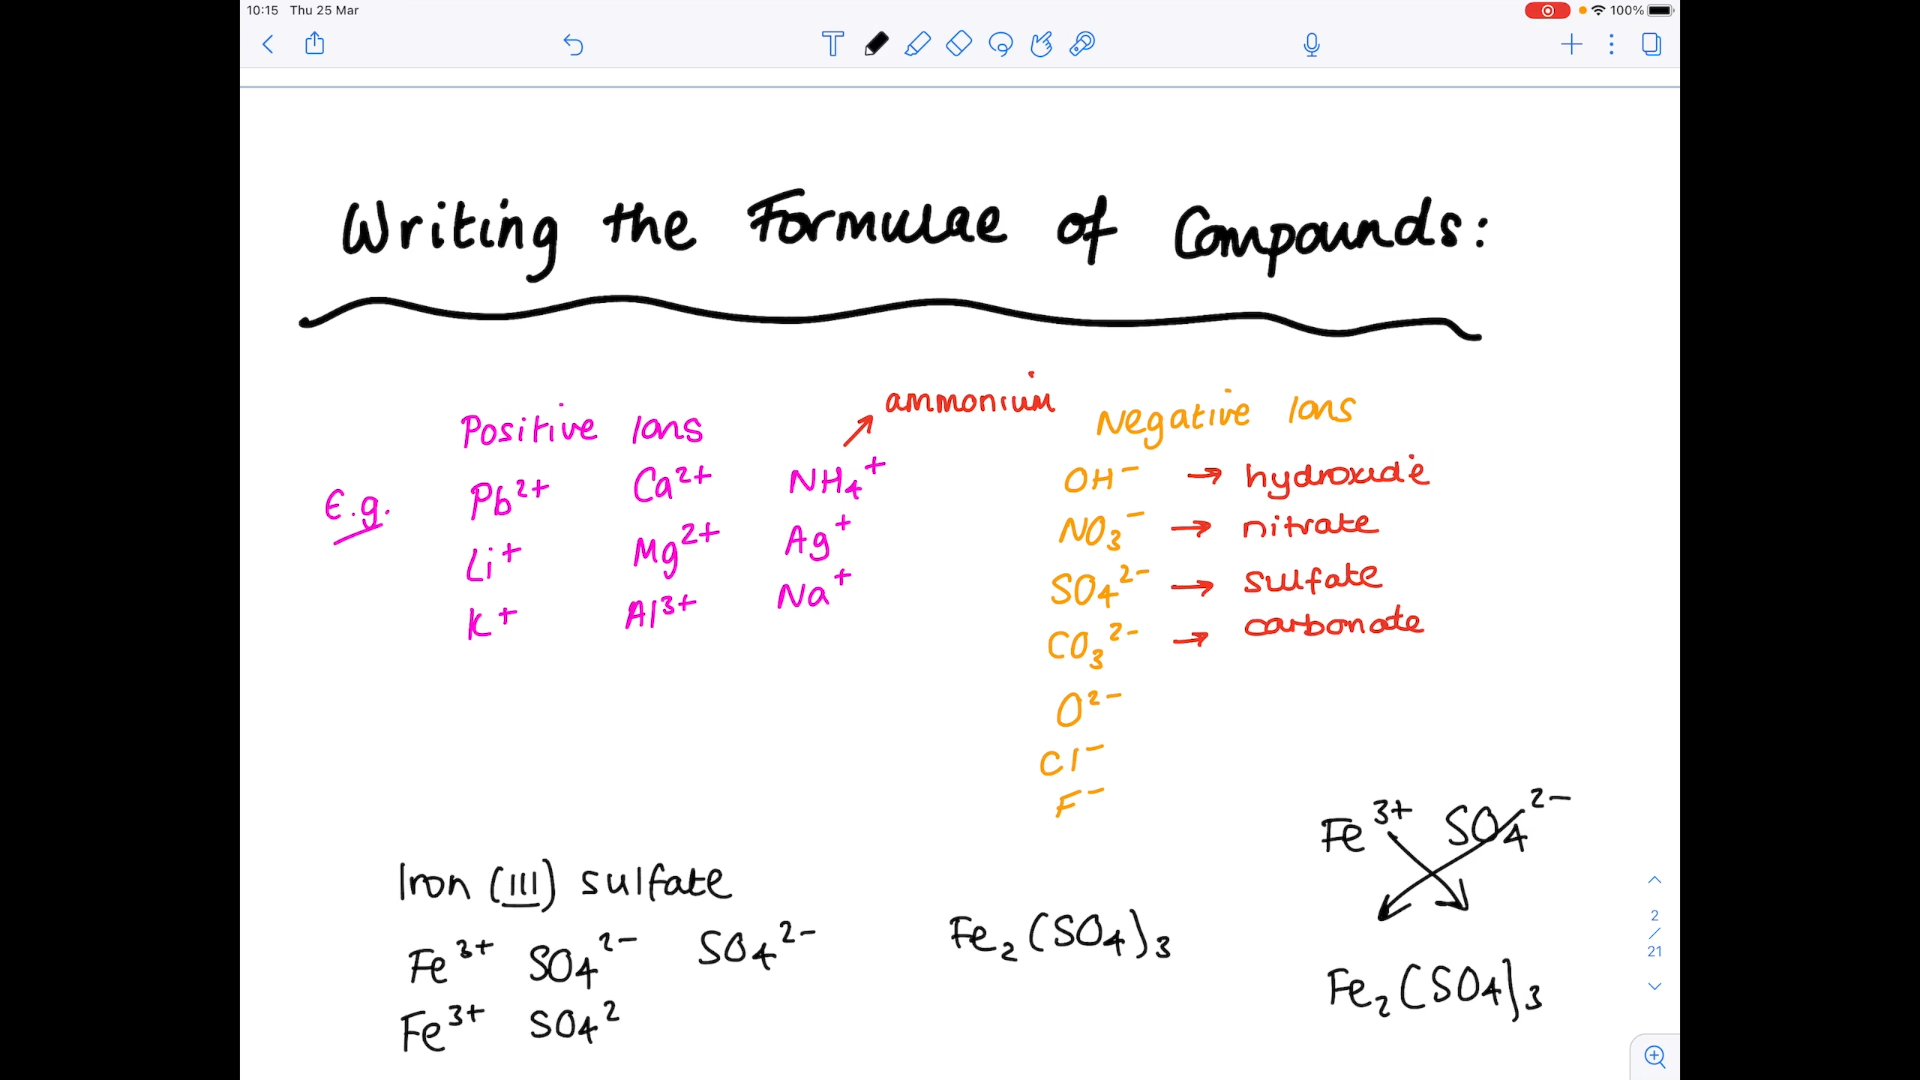 10:15 Thu 25 Mar
100%
T
Writing the Formulae of Compounds:
ammonium
Positive Ions
Negative Ions
E.g.
Pb²⁺ Ca²⁺ NH₄⁺
Li⁺ Mg²⁺ Ag⁺
K⁺ Al³⁺ Na⁺
OH⁻ → hydroxide
NO₃⁻ → nitrate
SO₄²⁻ → sulfate
CO₃²⁻ → carbonate
O²⁻
Cl⁻
F⁻
Fe³⁺ SO₄²⁻
Iron (III) sulfate
Fe³⁺ SO₄²⁻ SO₄²⁻
Fe³⁺ SO₄²
Fe₂(SO₄)₃
Fe₂(SO₄)₃
2
/
21